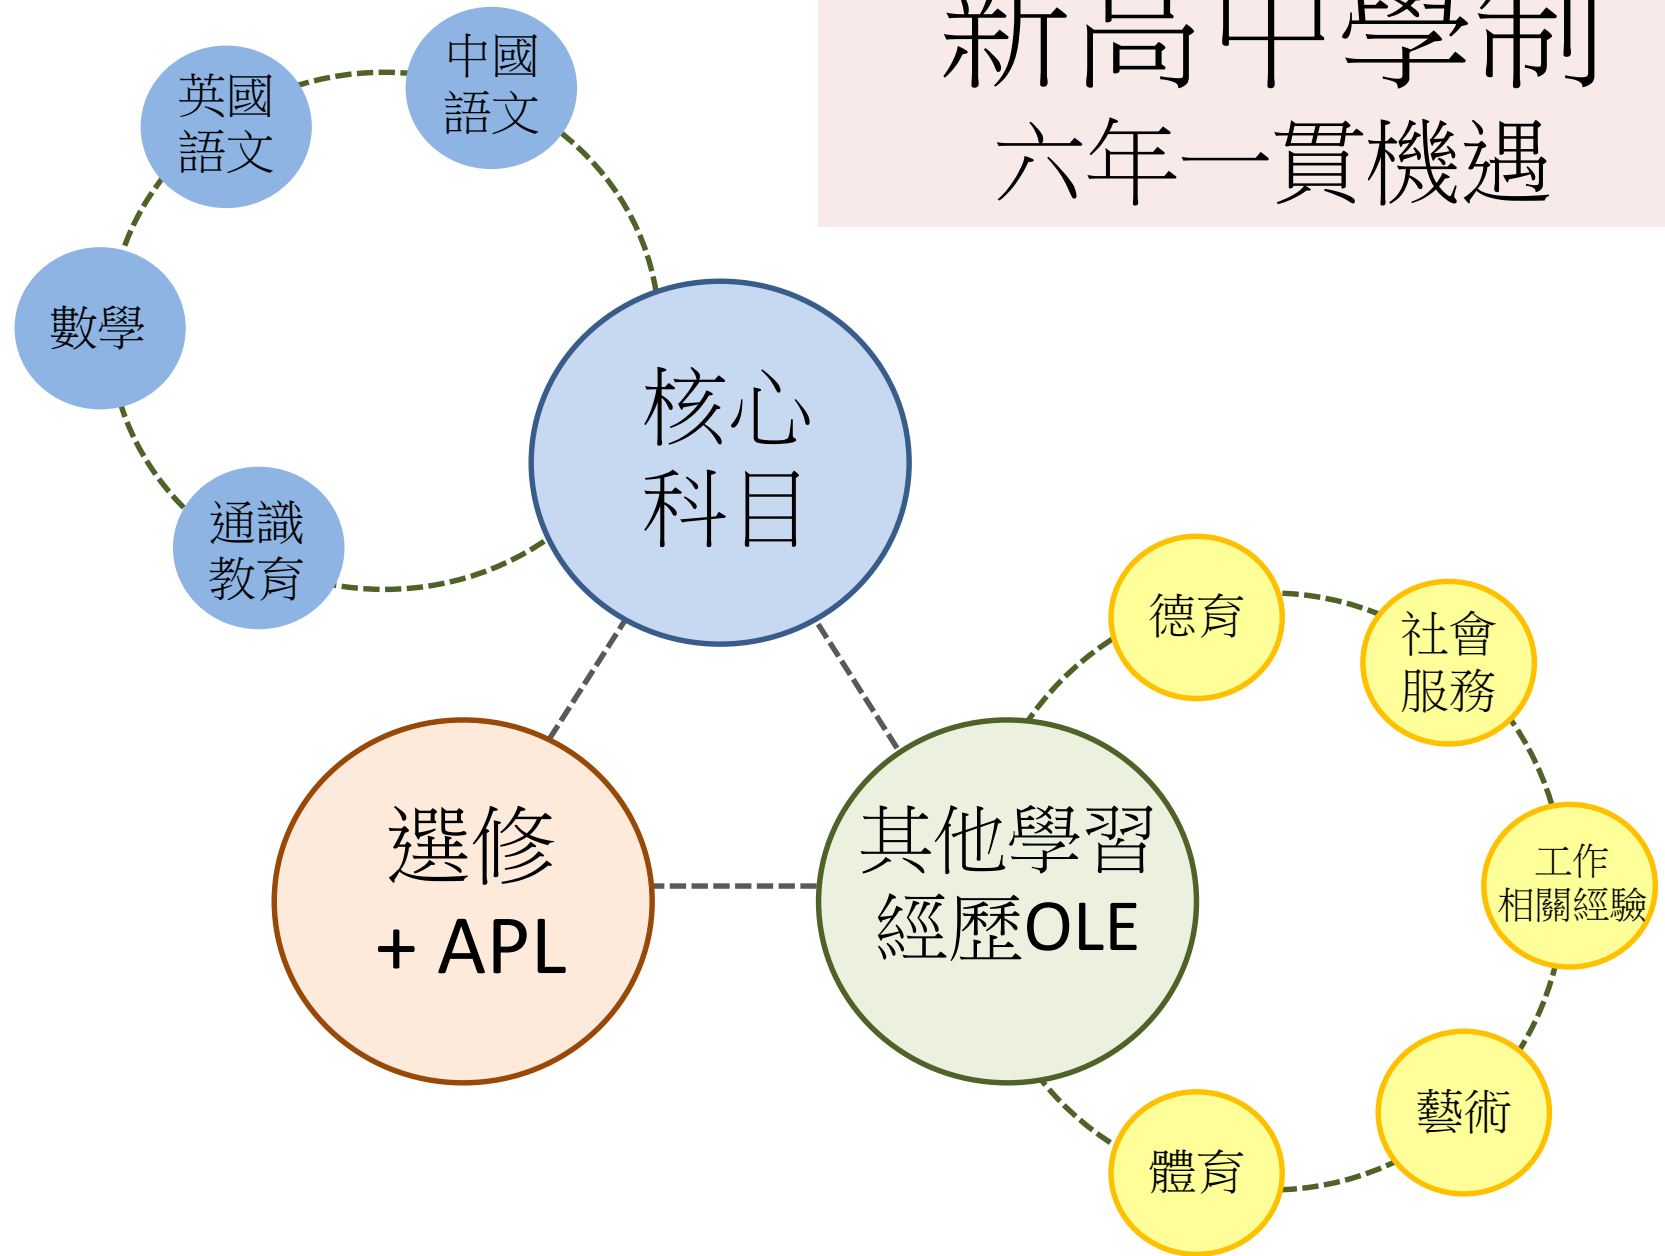 新高中學制
六年一貫機遇
中國
語文
英國
語文
數學
通識
教育
核心
科目
選修
+ APL
其他學習
經歷OLE
德育
社會
服務
工作
相關經驗
藝術
體育